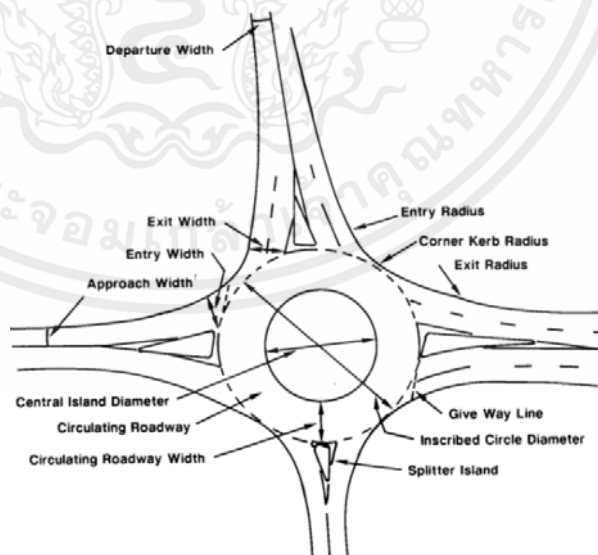 Departure Width
Exit Width
Entry Width
Approach Width
Entry Radius
Corner Kerb Radius
Exit Radius
Central Island Diameter
Circulating Roadway
Circulating Roadway Width
Give Way Line
Inscribed Circle Diameter
Splitter Island